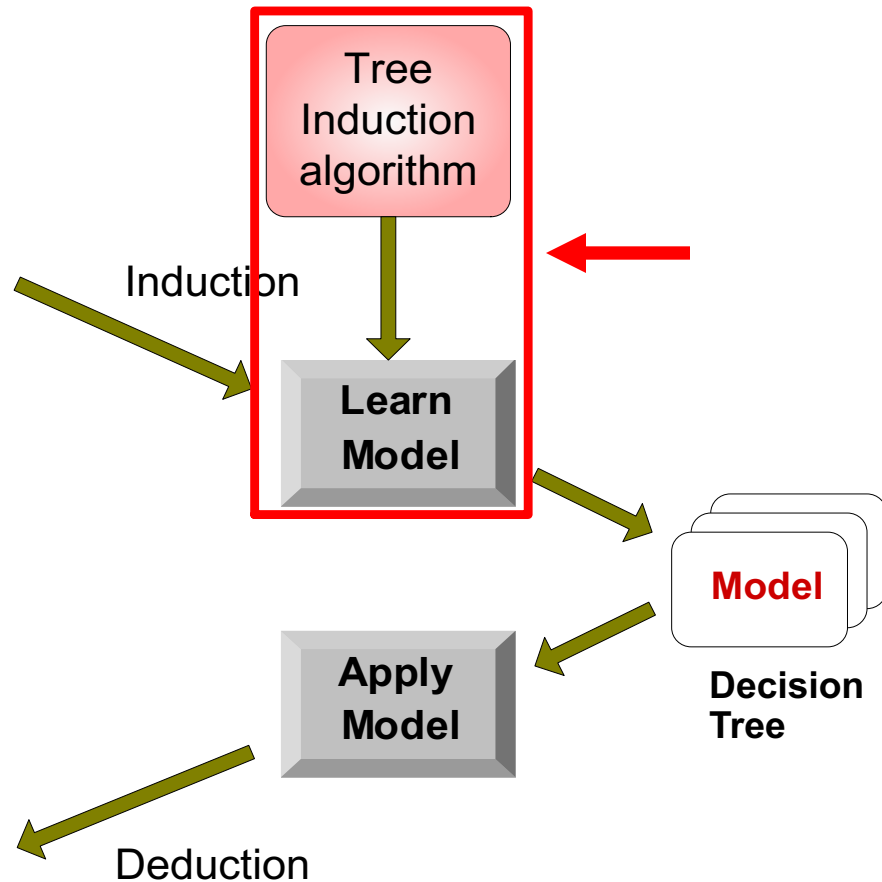 Tree
Induction
algorithm
Induction
Learn
Model
Model
Decision
Tree
Apply
Model
Deduction